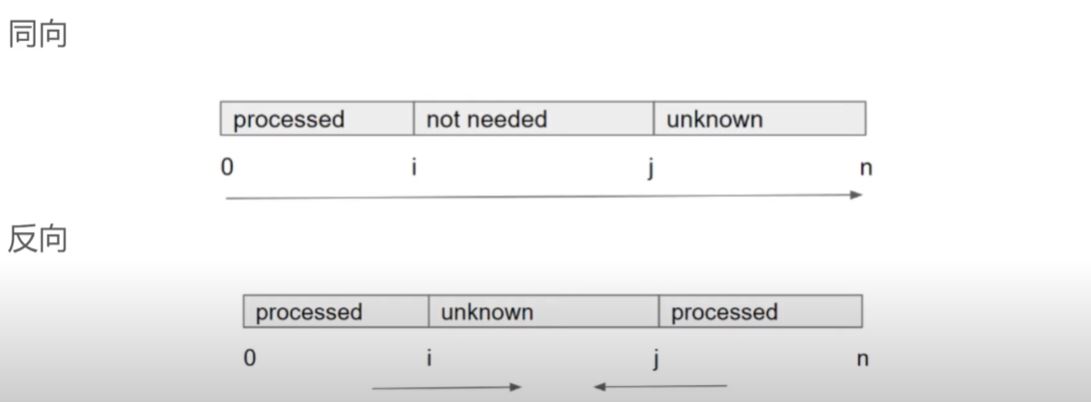 同向
processed not needed unknown
0 i j n
反向
processed unknown processed
0 i j n